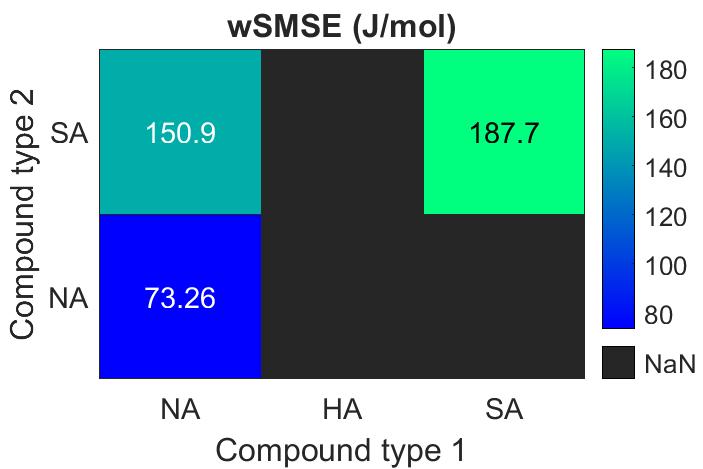 wSMSE (J/mol)
Compound type 2
SA
150.9
187.7
NA
73.26
NA
HA
SA
Compound type 1
180
160
140
120
100
80
NaN